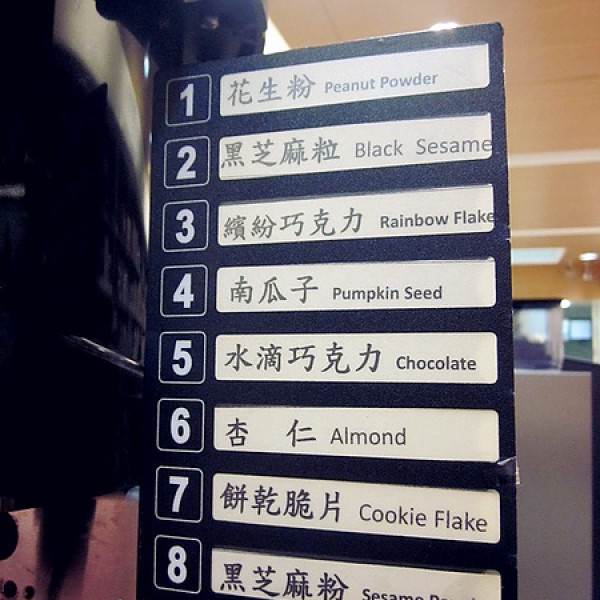 1 花生粉 Peanut Powder
2 黑芝麻粒 Black Sesame
3 繽紛巧克力 Rainbow Flake
4 南瓜子 Pumpkin Seed
5 水滴巧克力 Chocolate
6 杏 仁 Almond
7 餅乾脆片 Cookie Flake
8 黑芝麻粉 Sesame